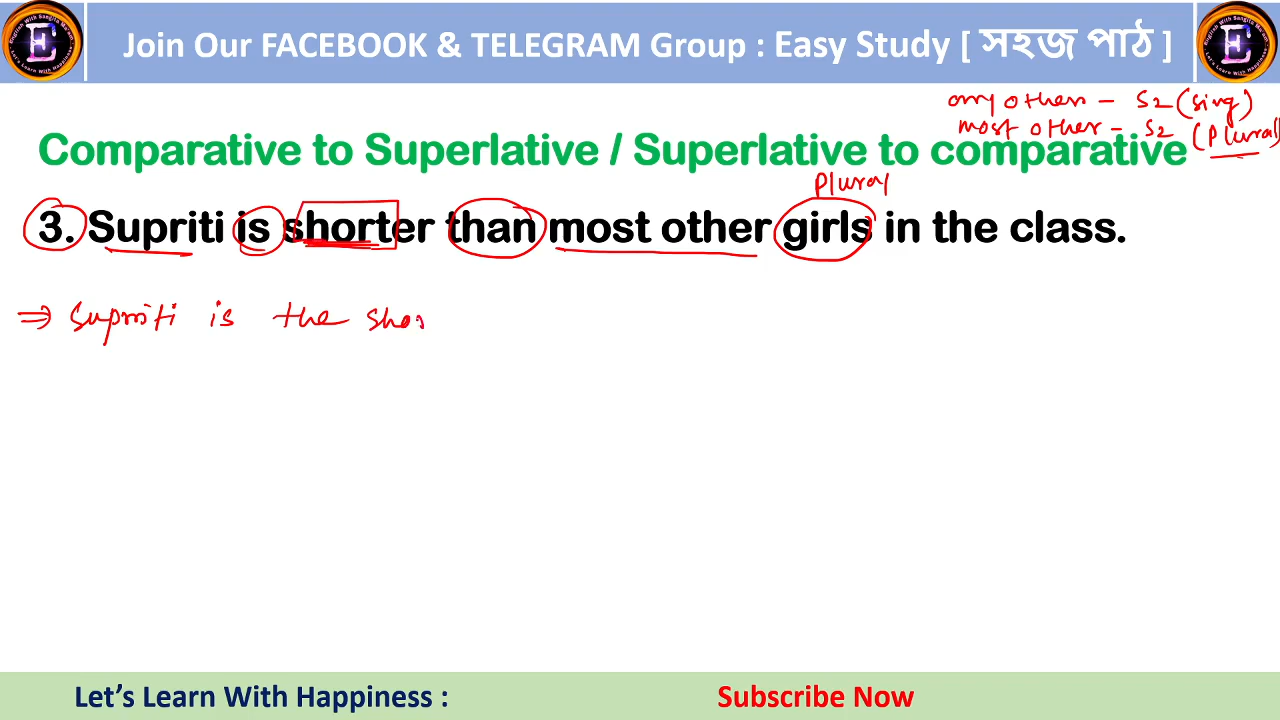 Join Our FACEBOOK & TELEGRAM Group : Easy Study [ সহজ পাঠ ]
any other - S2 (sing)
most other - S2 (Plural)
Comparative to Superlative / Superlative to comparative
Plural
3. Supriti is shorter than most other girls in the class.
⇒ Supriti is the shor
Let's Learn With Happiness :
Subscribe Now